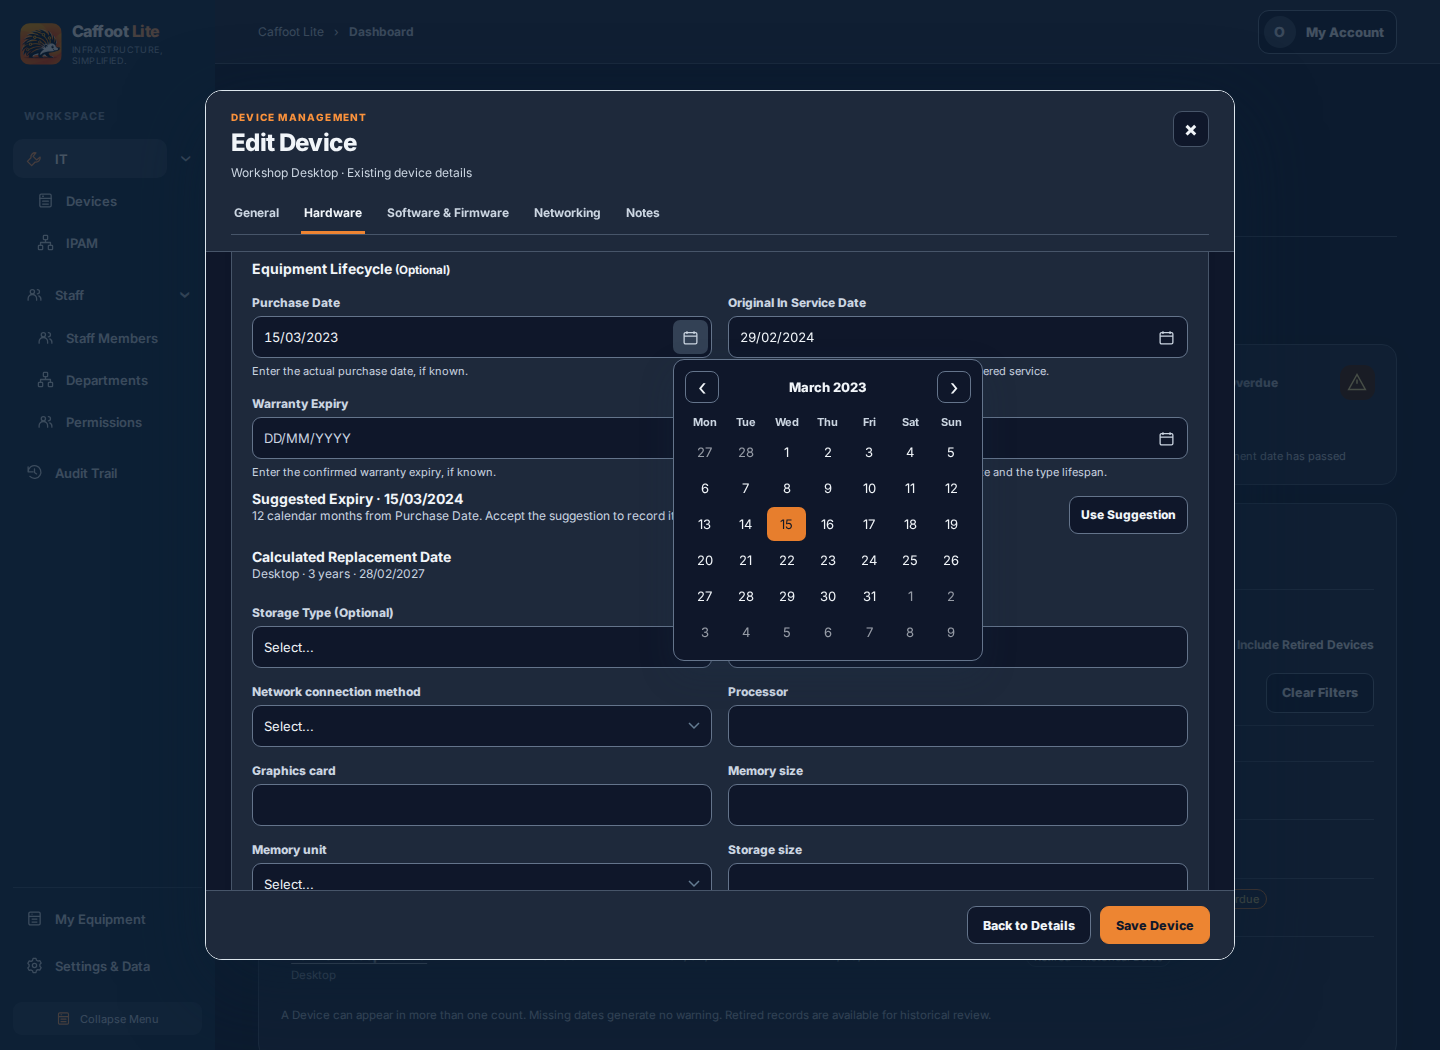 Caffoot Lite
INFRASTRUCTURE,
SIMPLIFIED.
Caffoot Lite › Dashboard
O My Account
WORKSPACE
IT
Devices
IPAM
Staff
Staff Members
Departments
Permissions
Audit Trail
My Equipment
Settings & Data
Collapse Menu
DEVICE MANAGEMENT
Edit Device
Workshop Desktop · Existing device details
General Hardware Software & Firmware Networking Notes
Equipment Lifecycle (Optional)
Purchase Date
15/03/2023
Enter the actual purchase date, if known.
Original In Service Date
29/02/2024
ered service.
Warranty Expiry
DD/MM/YYYY
Enter the confirmed warranty expiry, if known.
e and the type lifespan.
Suggested Expiry · 15/03/2024
12 calendar months from Purchase Date. Accept the suggestion to record it
Use Suggestion
Calculated Replacement Date
Desktop · 3 years · 28/02/2027
March 2023
Mon Tue Wed Thu Fri Sat Sun
27 28 1 2 3 4 5
6 7 8 9 10 11 12
13 14 15 16 17 18 19
20 21 22 23 24 25 26
27 28 29 30 31 1 2
3 4 5 6 7 8 9
Storage Type (Optional)
Select...
Network connection method
Select...
Processor
Graphics card
Memory size
Memory unit
Select...
Storage size
Back to Details
Save Device
verdue
ment date has passed
Include Retired Devices
Clear Filters
rdue
Desktop
A Device can appear in more than one count. Missing dates generate no warning. Retired records are available for historical review.